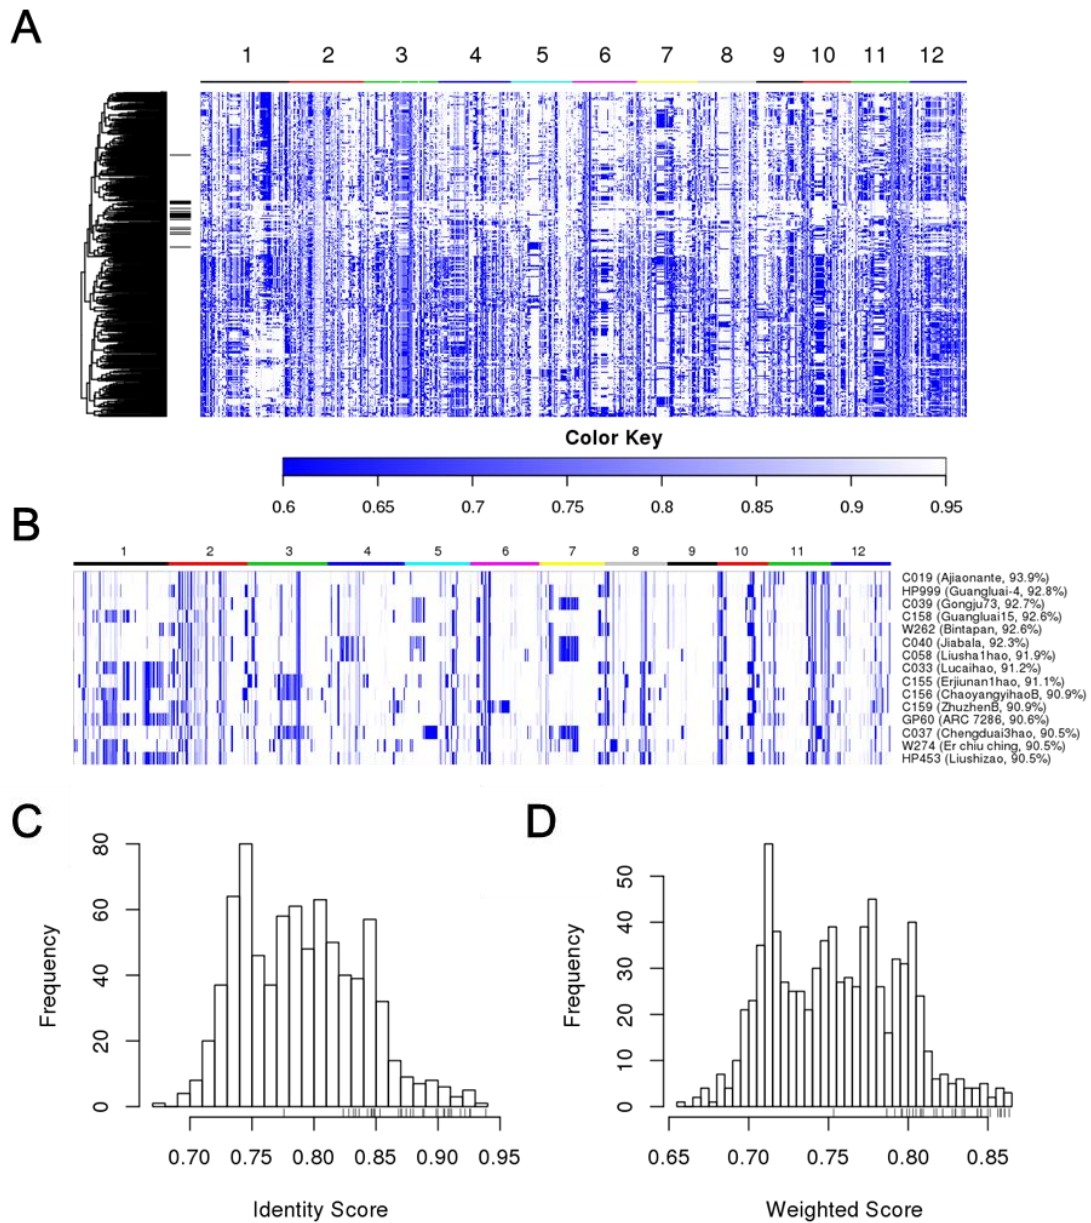 A
1 2 3 4 5 6 7 8 9 10 11 12
Color Key
0.6 0.65 0.7 0.75 0.8 0.85 0.9 0.95
B
1 2 3 4 5 6 7 8 9 10 11 12
C019 (Ajiaonante, 93.9%)
HP999 (Guangluai-4, 92.8%)
C039 (Gongju73, 92.7%)
C158 (Guangluai15, 92.6%)
W262 (Bintapan, 92.6%)
C040 (Jiabala, 92.3%)
C058 (Liusha1hao, 91.9%)
C033 (Lucaihao, 91.2%)
C155 (Erjiunan1hao, 91.1%)
C156 (ChaoyangyihaoB, 90.9%)
C159 (ZhuzhenB, 90.9%)
GP60 (ARC 7286, 90.6%)
C037 (Chengduai3hao, 90.5%)
W274 (Er chiu ching, 90.5%)
HP453 (Liushizao, 90.5%)
C
Frequency
80
60
40
20
0
0.70 0.75 0.80 0.85 0.90 0.95
Identity Score
D
Frequency
50
40
30
20
10
0
0.65 0.70 0.75 0.80 0.85
Weighted Score